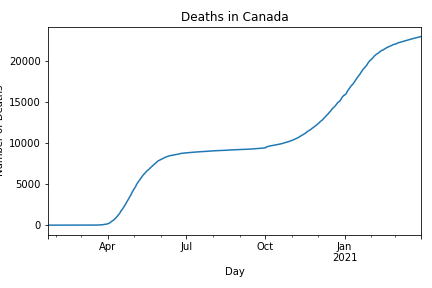 Deaths in Canada
Number of Deaths
20000
15000
10000
5000
0
Apr
Jul
Oct
Jan
2021
Day